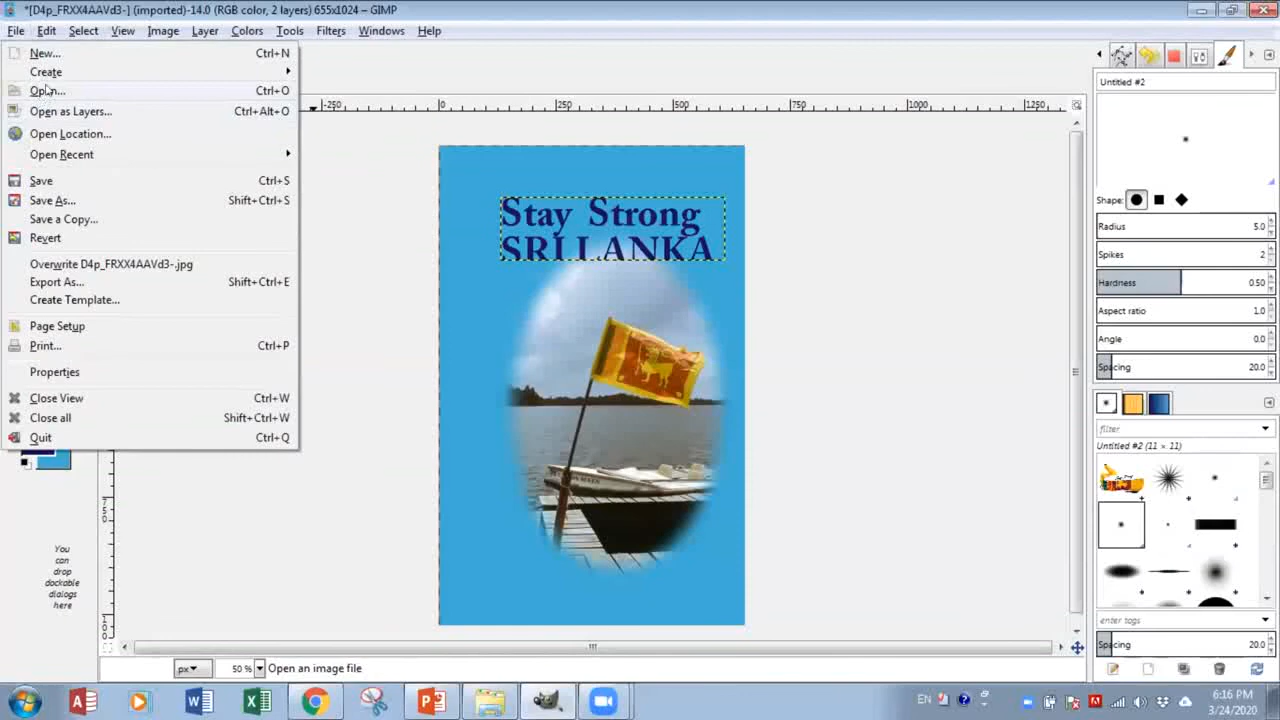 *[D4p_FRXX4AAVd3-] (imported)-14.0 (RGB color, 2 layers) 655x1024 – GIMP
File Edit Select View Image Layer Colors Tools Filters Windows Help
New... Ctrl+N
Create
Open... Ctrl+O
Open as Layers... Ctrl+Alt+O
Open Location...
Open Recent
Save Ctrl+S
Save As... Shift+Ctrl+S
Save a Copy...
Revert
Overwrite D4p_FRXX4AAVd3-.jpg
Export As... Shift+Ctrl+E
Create Template...
Page Setup
Print... Ctrl+P
Properties
Close View Ctrl+W
Close all Shift+Ctrl+W
Quit Ctrl+Q
You
can
drop
dockable
dialogs
here
-250 0 250 500 750 1000 1250
750
Stay Strong
SRI LANKA
Untitled #2
Shape:
Radius 5.0
Spikes 2
Hardness 0.50
Aspect ratio 1.0
Angle 0.0
Spacing 20.0
filter
Untitled #2 (11 × 11)
enter tags
Spacing 20.0
px 50 % Open an image file
EN
6:16 PM
3/24/2020